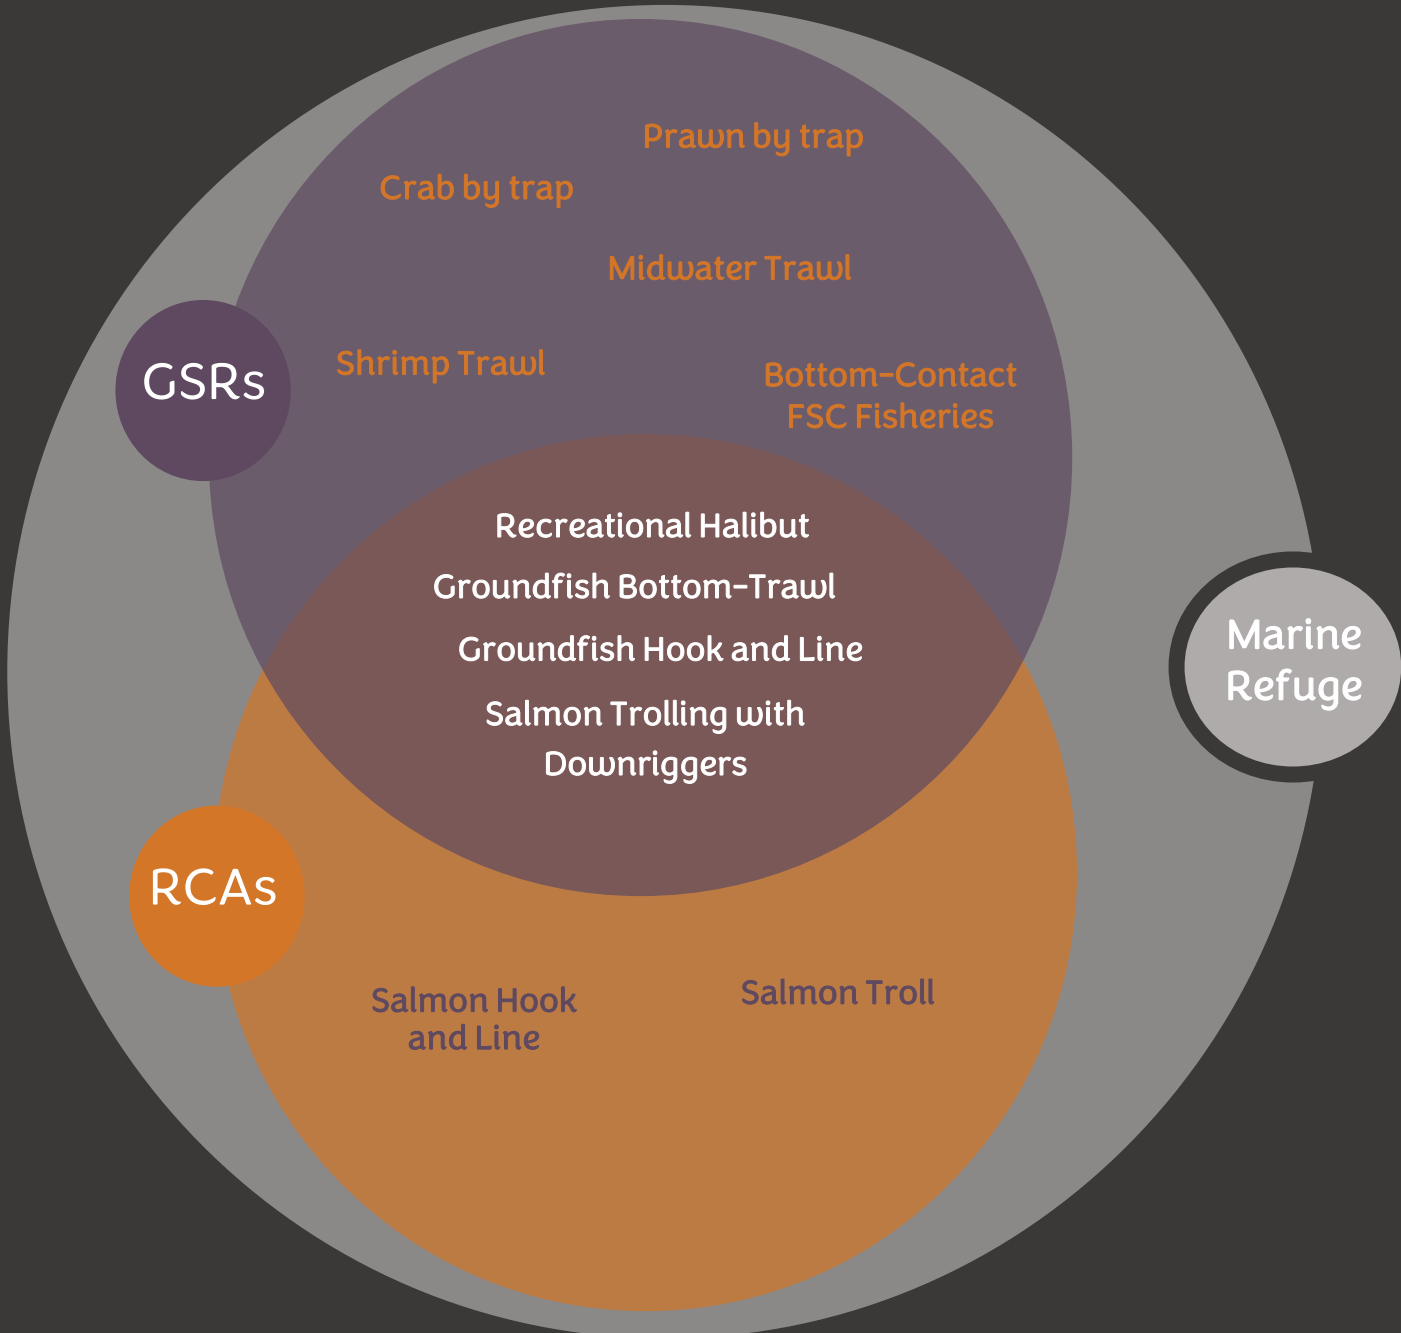 Prawn by trap
Crab by trap
Midwater Trawl
Shrimp Trawl
Bottom-Contact
FSC Fisheries
GSRs
Recreational Halibut
Groundfish Bottom-Trawl
Groundfish Hook and Line
Salmon Trolling with
Downriggers
Marine
Refuge
RCAs
Salmon Hook
and Line
Salmon Troll